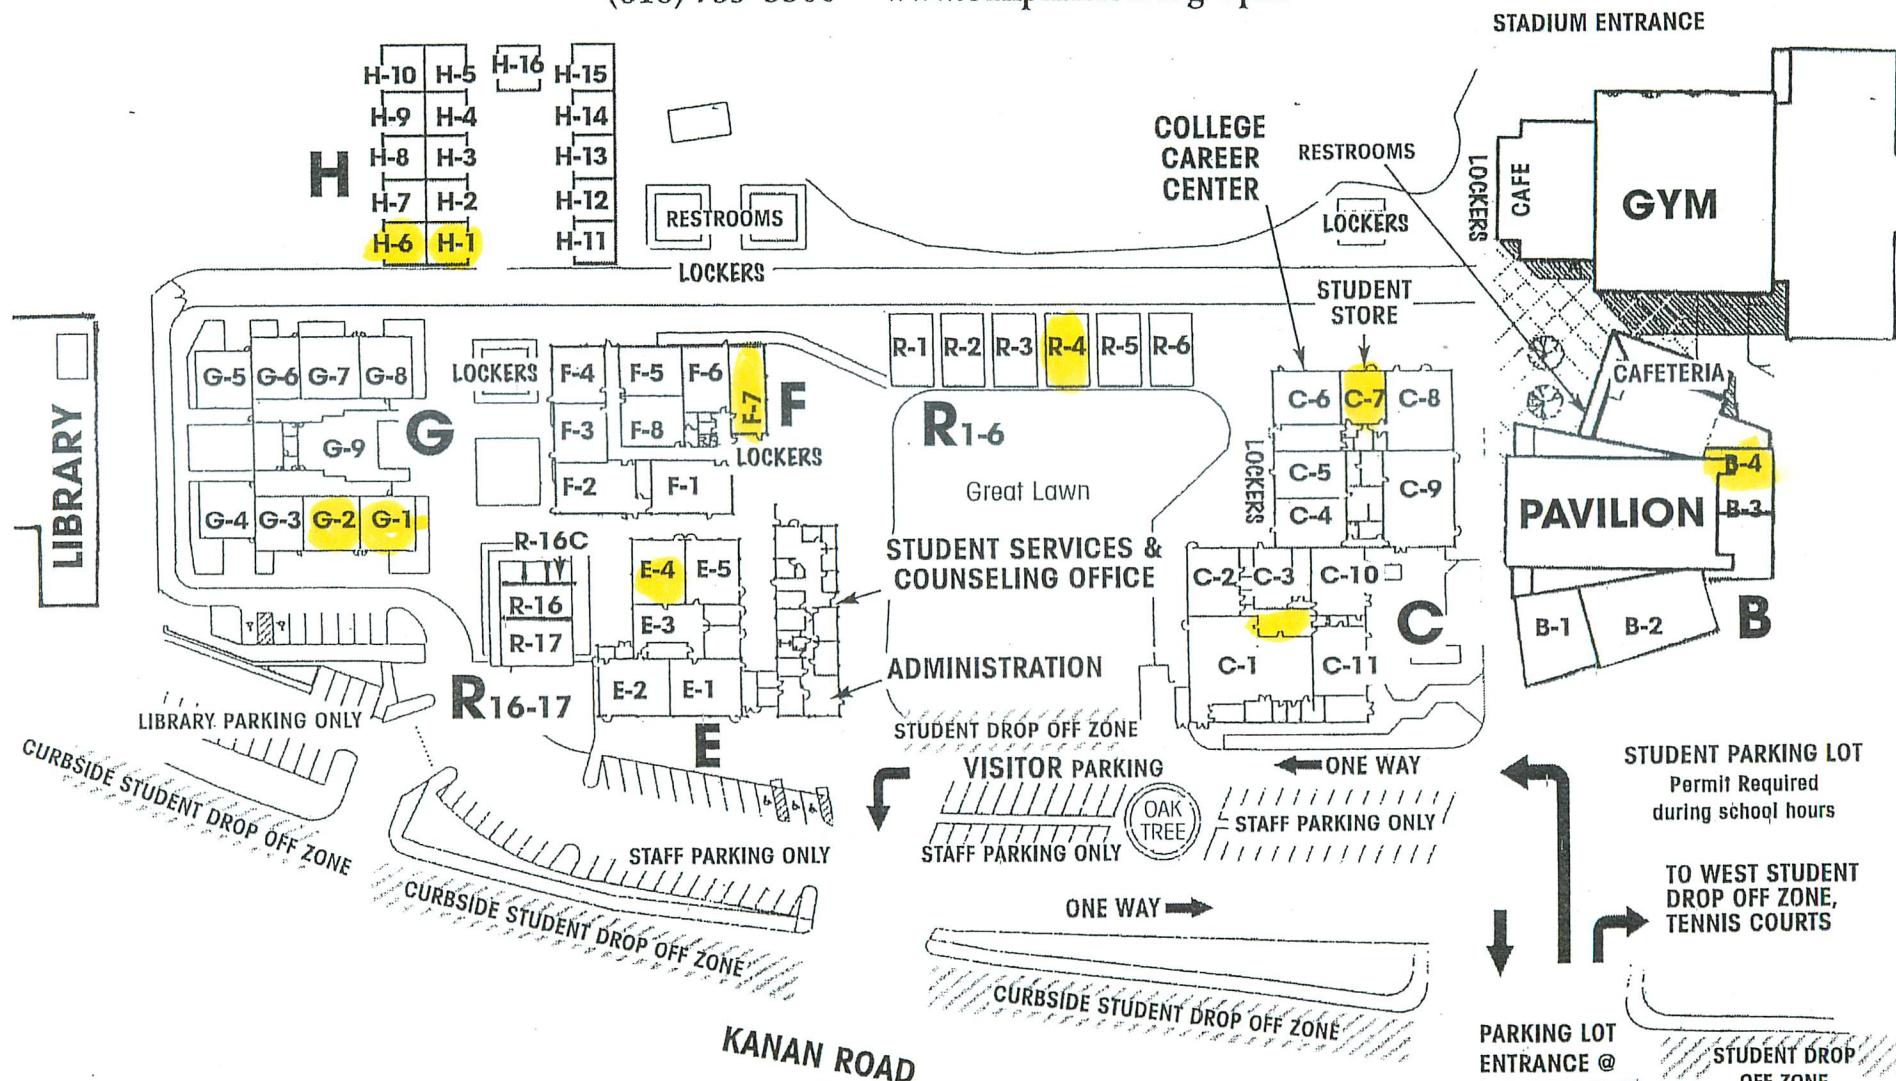 STADIUM ENTRANCE
H-10 H-5 H-16 H-15
H-9 H-4 H-14
H-8 H-3 H-13
H
H-7 H-2 H-12
H-6 H-1 H-11
RESTROOMS
LOCKERS
COLLEGE
CAREER
CENTER
RESTROOMS
LOCKERS
LOCKERS
CAFE
GYM
STUDENT
STORE
LIBRARY
G-5 G-6 G-7 G-8
G
G-9
G-4 G-3 G-2 G-1
LOCKERS
F-4 F-5 F-6 F-7
F
F-3 F-8
LOCKERS
F-2 F-1
R-1 R-2 R-3 R-4 R-5 R-6
R1-6
Great Lawn
C-6 C-7 C-8
LOCKERS
C-5 C-9
C-4
C-2 C-3 C-10
C
C-1 C-11
CAFETERIA
B-4
PAVILION
B-3
B-1 B-2
B
R-16C
R-16
R-17
R16-17
E-4 E-5
E-3
E-2 E-1
E
STUDENT SERVICES &
COUNSELING OFFICE
ADMINISTRATION
STUDENT DROP OFF ZONE
LIBRARY PARKING ONLY
CURBSIDE STUDENT DROP OFF ZONE
VISITOR PARKING
ONE WAY
OAK
TREE
STAFF PARKING ONLY
STAFF PARKING ONLY
STAFF PARKING ONLY
CURBSIDE STUDENT DROP OFF ZONE
ONE WAY
CURBSIDE STUDENT DROP OFF ZONE
STUDENT PARKING LOT
Permit Required
during school hours
TO WEST STUDENT
DROP OFF ZONE,
TENNIS COURTS
KANAN ROAD
PARKING LOT
ENTRANCE @
STUDENT DROP
OFF ZONE